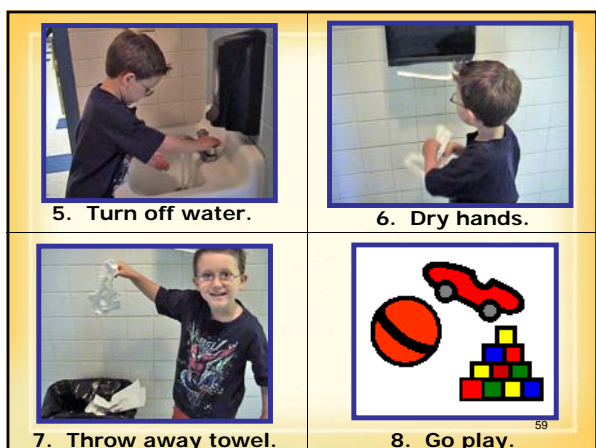 5. Turn off water.
6. Dry hands.
7. Throw away towel.
8. Go play.
59